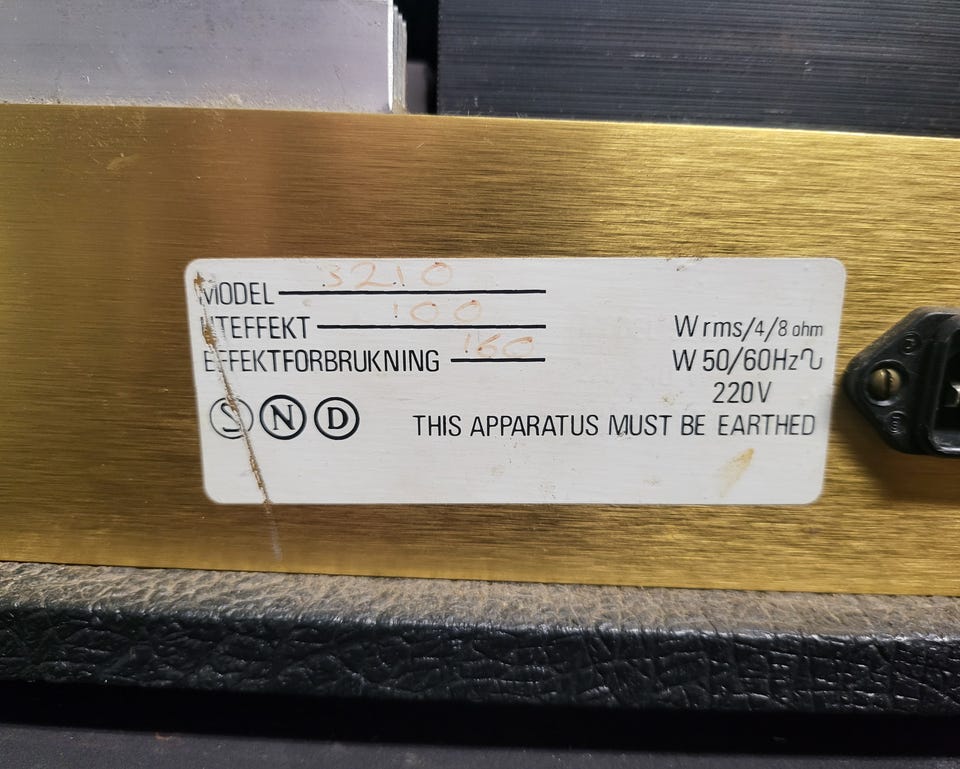 MODEL 3210
UTEFFEKT 100 W rms/4/8 ohm
EFFEKTFORBRUKNING 160 W 50/60Hz∿
220V
S N D THIS APPARATUS MUST BE EARTHED